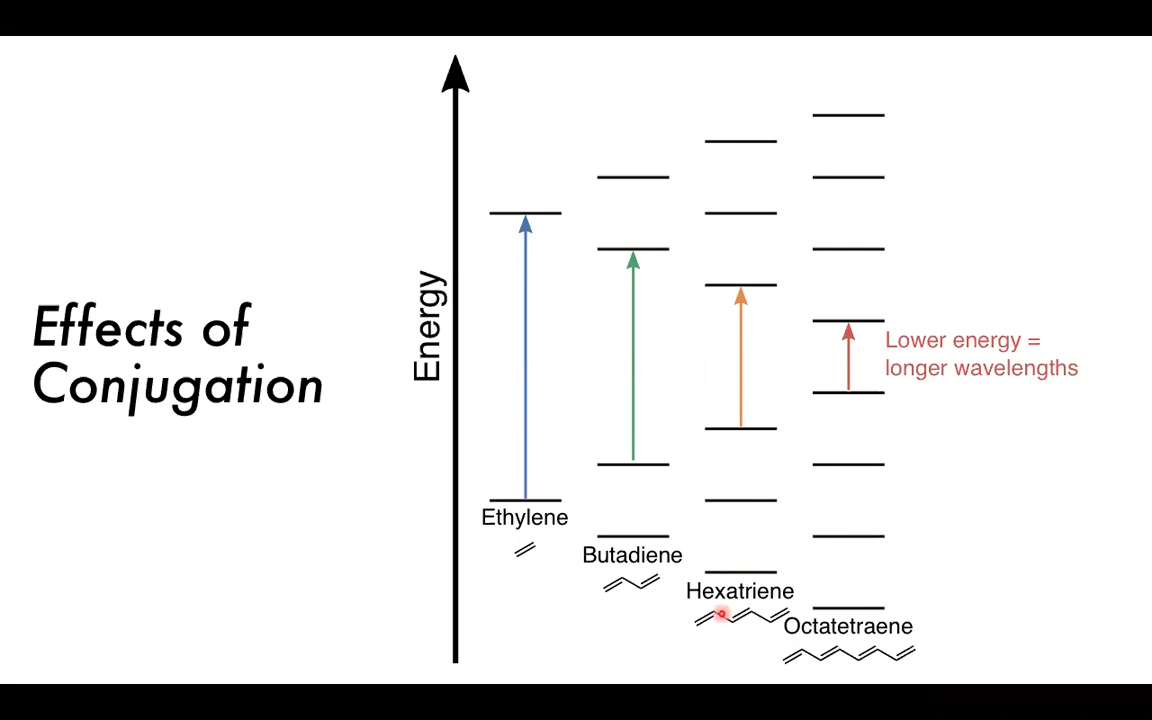 Effects of
Conjugation
Energy
Ethylene
Butadiene
Hexatriene
Octatetraene
Lower energy =
longer wavelengths